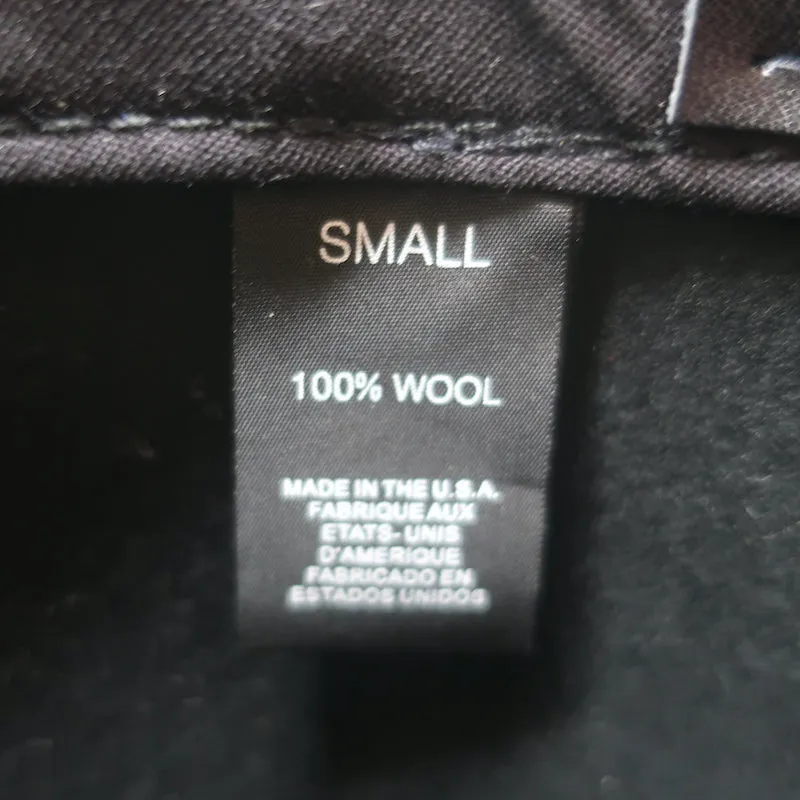 SMALL
100% WOOL
MADE IN THE U.S.A.
FABRIQUE AUX
ETATS- UNIS
D'AMERIQUE
FABRICADO EN
ESTADOS UNIDOS